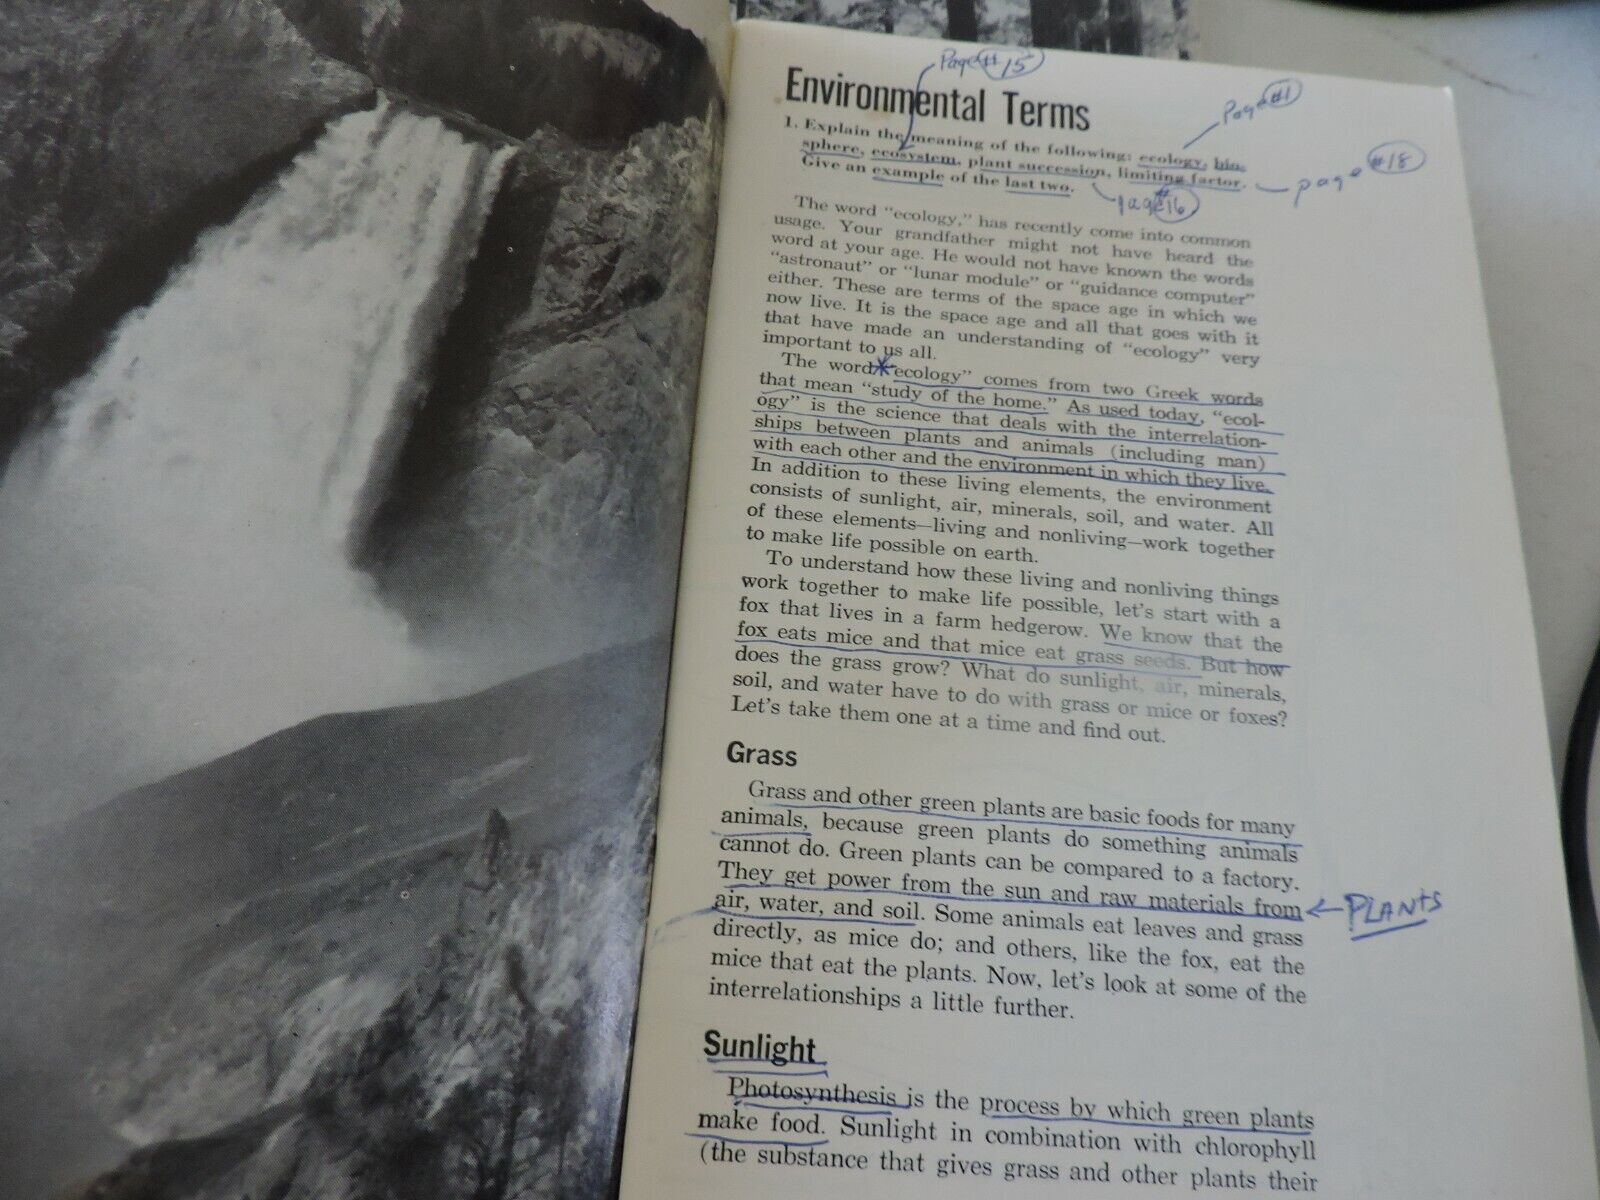 Page #15
Environmental Terms
Page #1
1. Explain the meaning of the following: ecology, bio-
sphere, ecosystem, plant succession, limiting factor.
Give an example of the last two.
page #18
page #16
The word "ecology," has recently come into common
usage. Your grandfather might not have heard the
word at your age. He would not have known the words
"astronaut" or "lunar module" or "guidance computer"
either. These are terms of the space age in which we
now live. It is the space age and all that goes with it
that have made an understanding of "ecology" very
important to us all.
The word * ecology" comes from two Greek words
that mean "study of the home." As used today, "ecol-
ogy" is the science that deals with the interrelation-
ships between plants and animals (including man)
with each other and the environment in which they live.
In addition to these living elements, the environment
consists of sunlight, air, minerals, soil, and water. All
of these elements—living and nonliving—work together
to make life possible on earth.
To understand how these living and nonliving things
work together to make life possible, let's start with a
fox that lives in a farm hedgerow. We know that the
fox eats mice and that mice eat grass seeds. But how
does the grass grow? What do sunlight, air, minerals,
soil, and water have to do with grass or mice or foxes?
Let's take them one at a time and find out.
Grass
Grass and other green plants are basic foods for many
animals, because green plants do something animals
cannot do. Green plants can be compared to a factory.
They get power from the sun and raw materials from
air, water, and soil. Some animals eat leaves and grass
directly, as mice do; and others, like the fox, eat the
mice that eat the plants. Now, let's look at some of the
interrelationships a little further.
PLANTS
Sunlight
Photosynthesis is the process by which green plants
make food. Sunlight in combination with chlorophyll
(the substance that gives grass and other plants their